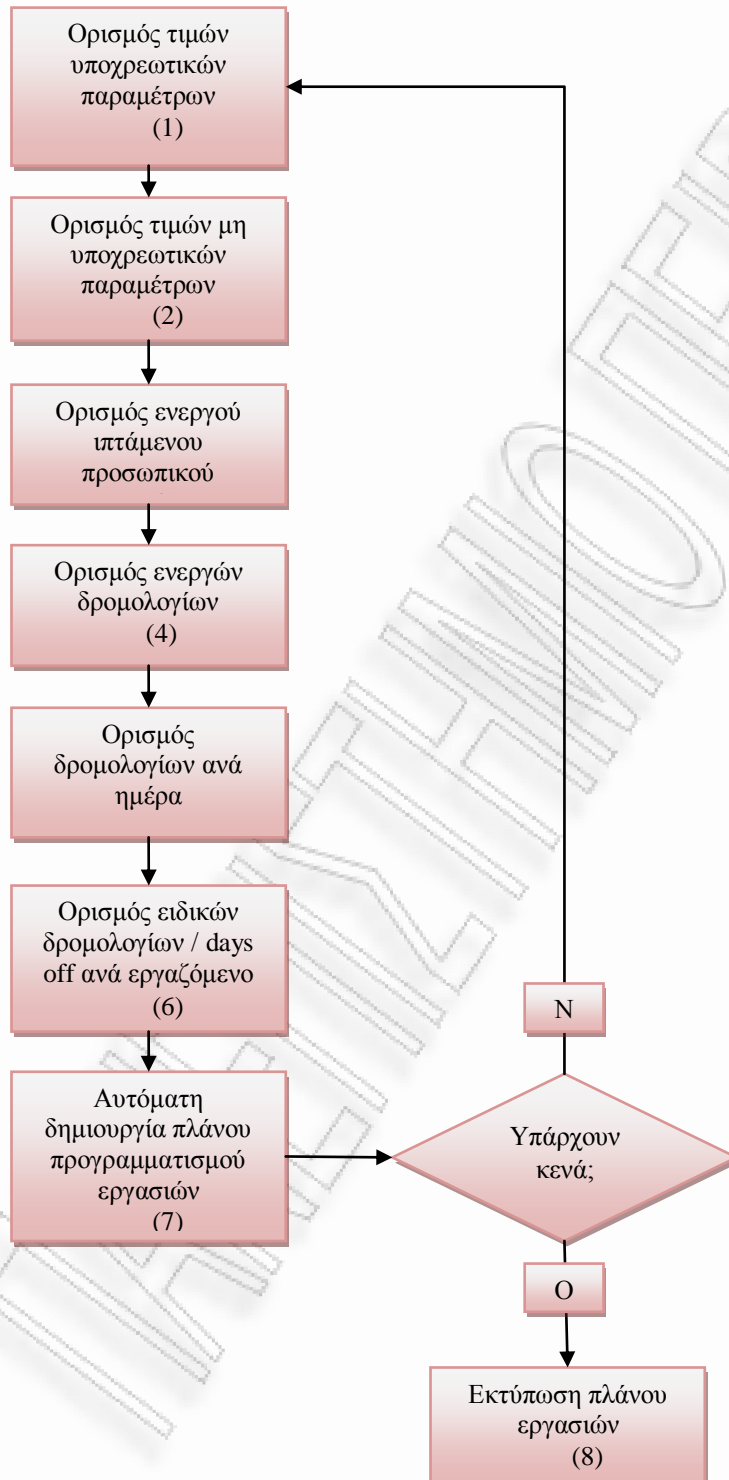 Ορισμός τιμών
υποχρεωτικών
παραμέτρων
(1)
Ορισμός τιμών μη
υποχρεωτικών
παραμέτρων
(2)
Ορισμός ενεργού
ιπτάμενου
προσωπικού
Ορισμός ενεργών
δρομολογίων
(4)
Ορισμός
δρομολογίων ανά
ημέρα
Ορισμός ειδικών
δρομολογίων / days
off ανά εργαζόμενο
(6)
Αυτόματη
δημιουργία πλάνου
προγραμματισμού
εργασιών
(7)
Ν
Υπάρχουν
κενά;
Ο
Εκτύπωση πλάνου
εργασιών
(8)